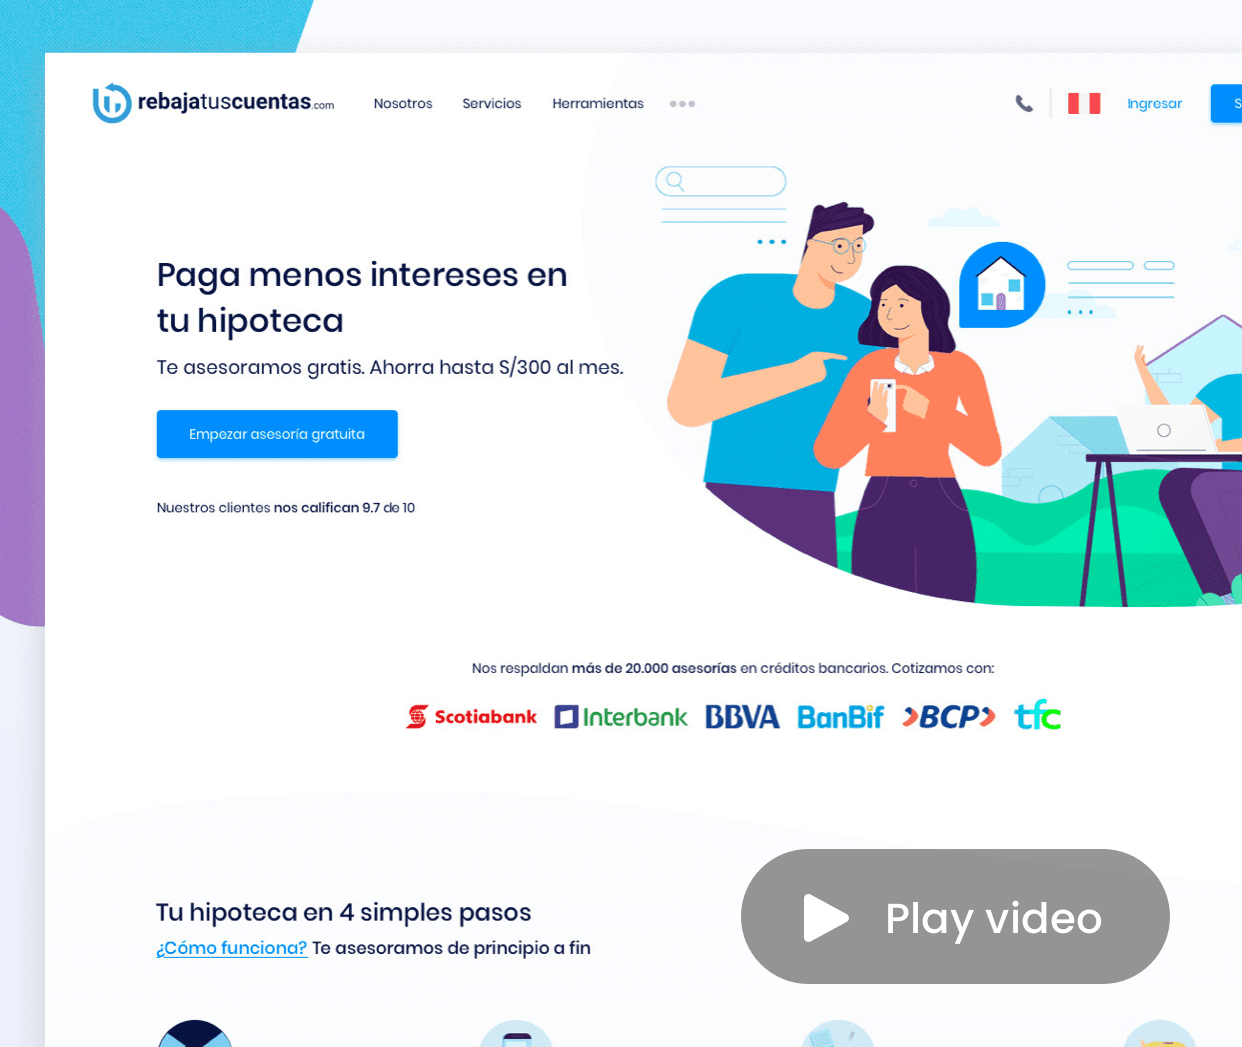 rebajatuscuentas.com
Nosotros Servicios Herramientas
Ingresar
Paga menos intereses en
tu hipoteca
Te asesoramos gratis. Ahorra hasta S/300 al mes.
Empezar asesoría gratuita
Nuestros clientes nos califican 9.7 de 10
Nos respaldan más de 20.000 asesorías en créditos bancarios. Cotizamos con:
Scotiabank Interbank BBVA BanBif BCP tfc
Tu hipoteca en 4 simples pasos
¿Cómo funciona? Te asesoramos de principio a fin
Play video